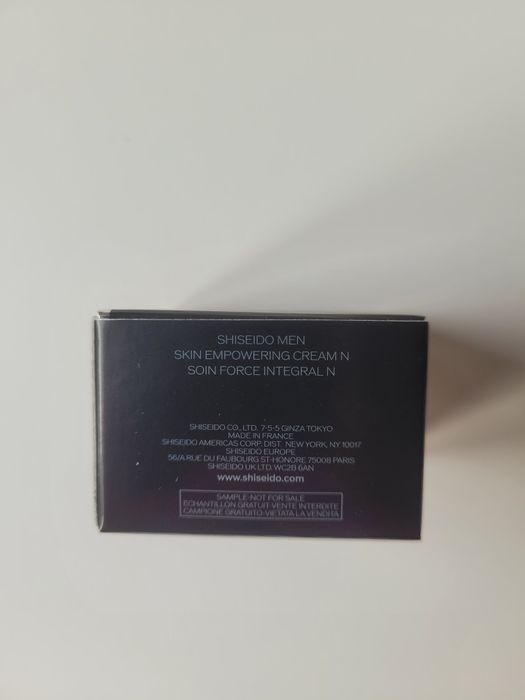 SHISEIDO MEN
SKIN EMPOWERING CREAM N
SOIN FORCE INTEGRAL N
SHISEIDO CO., LTD. 7-5-5 GINZA TOKYO
MADE IN FRANCE
SHISEIDO AMERICAS CORP. DIST. NEW YORK, NY 10017
SHISEIDO EUROPE
56/A RUE DU FAUBOURG ST-HONORE 75008 PARIS
SHISEIDO UK LTD. WC2B 6AN
www.shiseido.com
SAMPLE-NOT FOR SALE
ECHANTILLON GRATUIT VENTE INTERDITE
CAMPIONE GRATUITO-VIETATA LA VENDITA